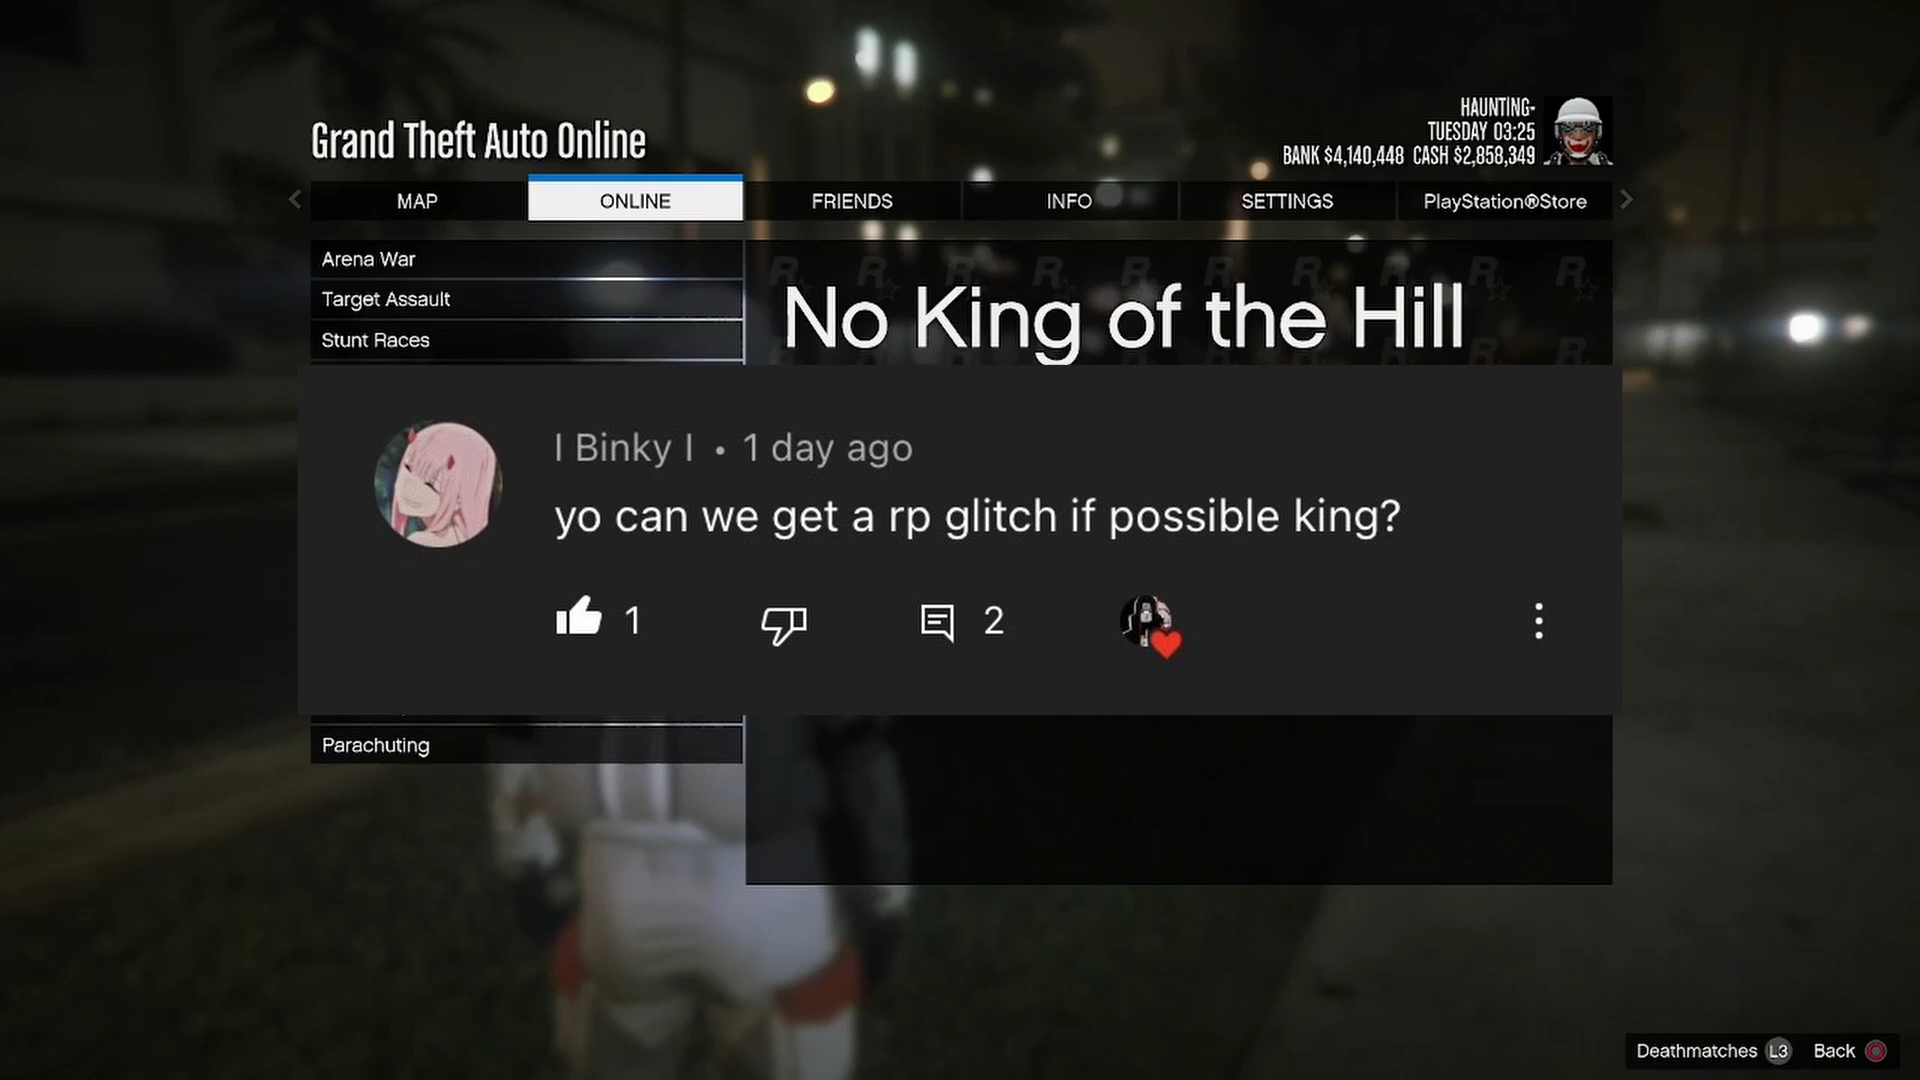 Grand Theft Auto Online
HAUNTING-
TUESDAY 03:25
BANK $4,140,448 CASH $2,858,349
MAP
ONLINE
FRIENDS
INFO
SETTINGS
PlayStation®Store
Arena War
Target Assault
Stunt Races
No King of the Hill
I Binky I • 1 day ago
yo can we get a rp glitch if possible king?
1
2
Parachuting
Deathmatches L3 Back